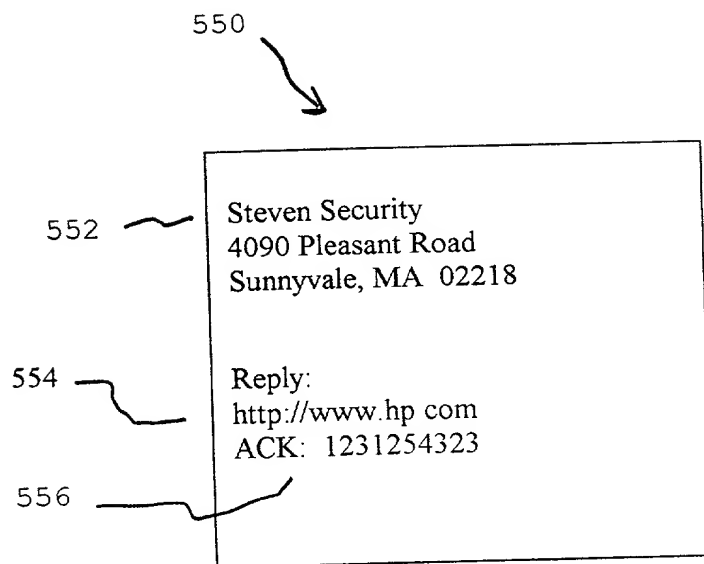 550
552
Steven Security
4090 Pleasant Road
Sunnyvale, MA 02218
554
Reply:
http://www.hp com
ACK: 1231254323
556